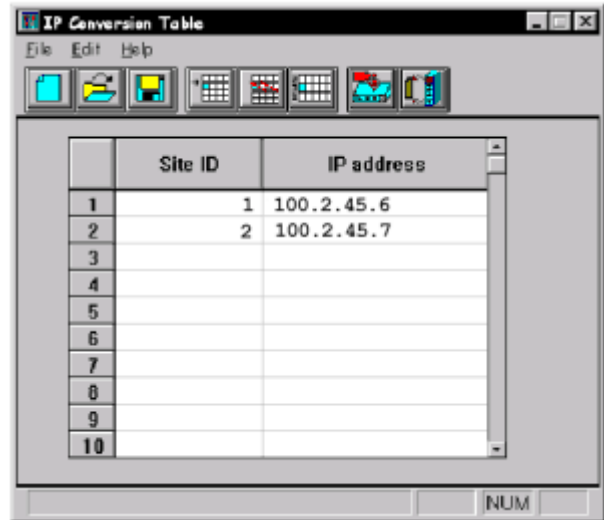 IP Conversion Table
File Edit Help
Site ID IP address
1 1 100.2.45.6
2 2 100.2.45.7
3
4
5
6
7
8
9
10
NUM